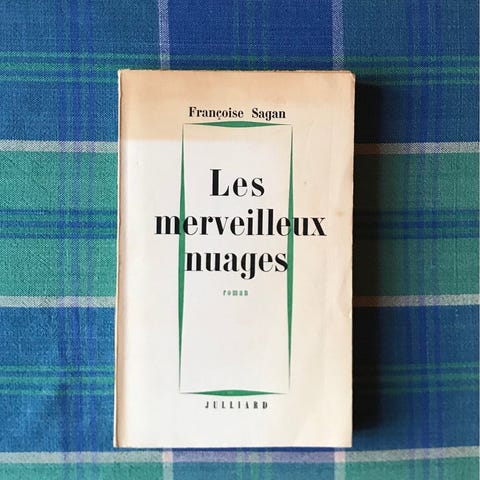 Françoise Sagan
Les
merveilleux
nuages
roman
JULLIARD